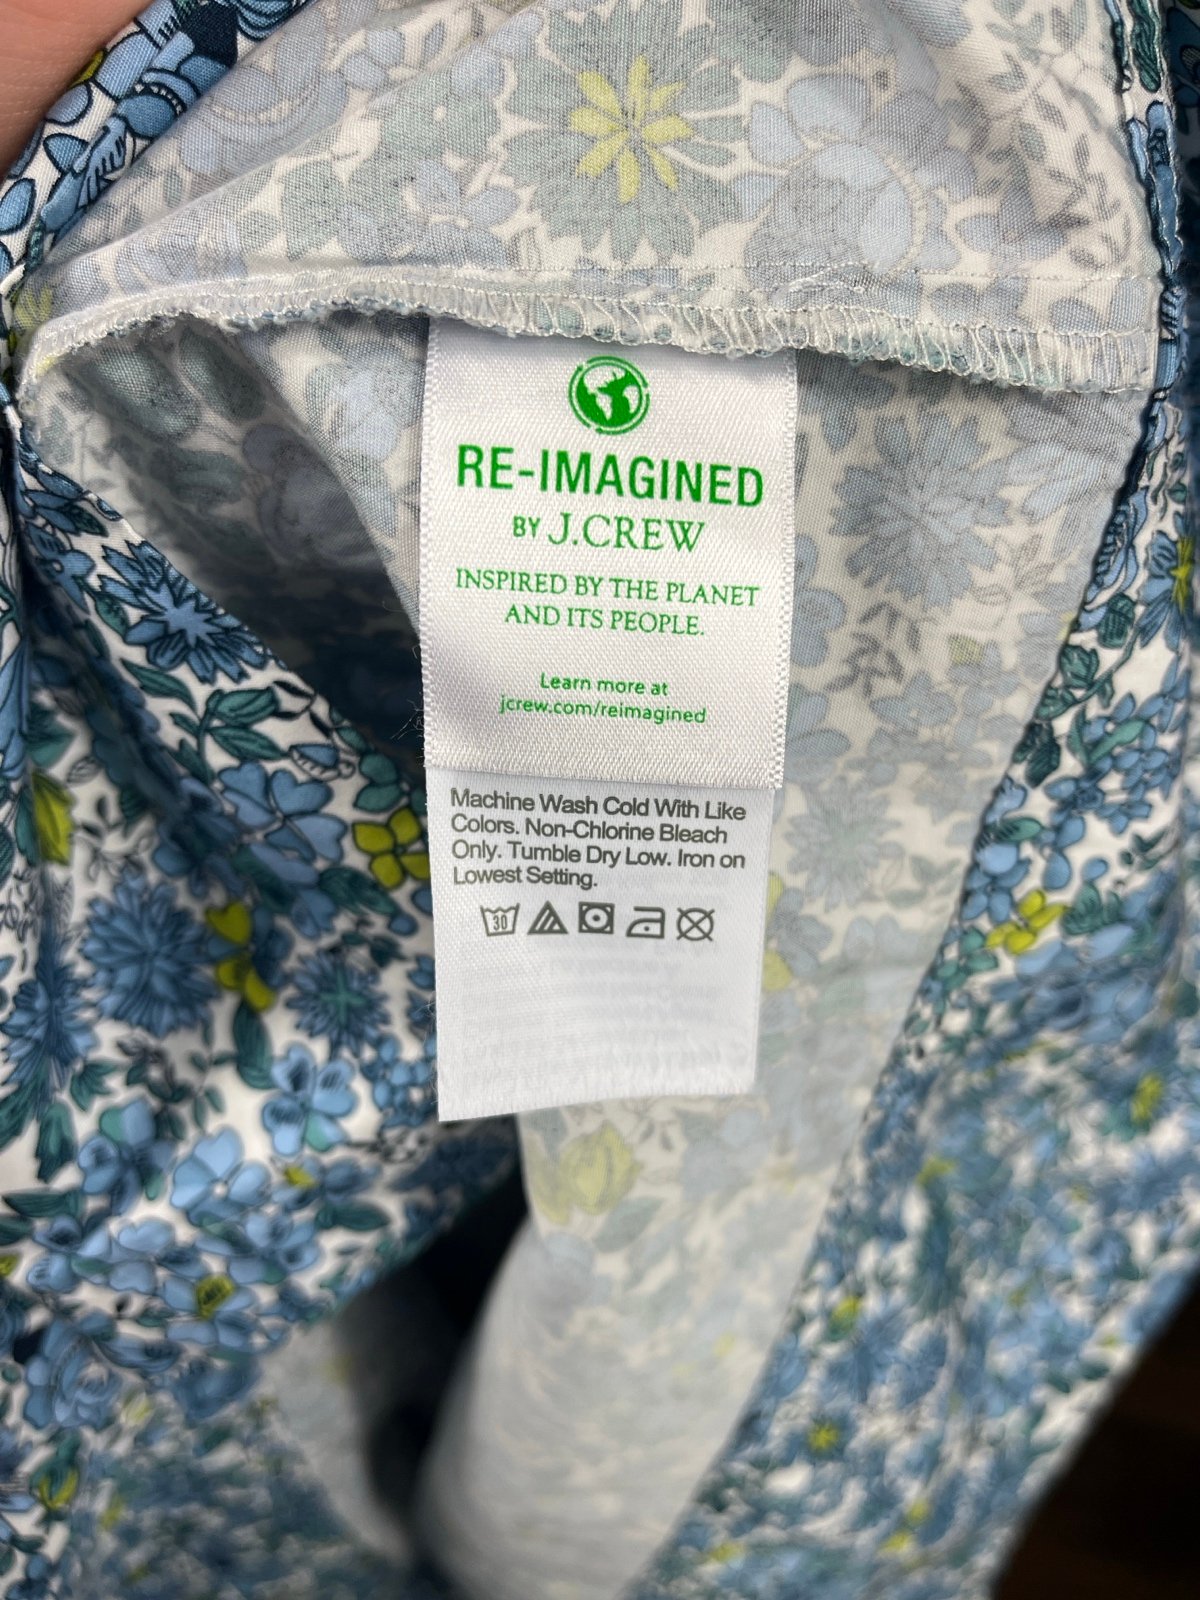 RE-IMAGINED
BY J.CREW
INSPIRED BY THE PLANET
AND ITS PEOPLE.
Learn more at
jcrew.com/reimagined
Machine Wash Cold With Like
Colors. Non-Chlorine Bleach
Only. Tumble Dry Low. Iron on
Lowest Setting.
30